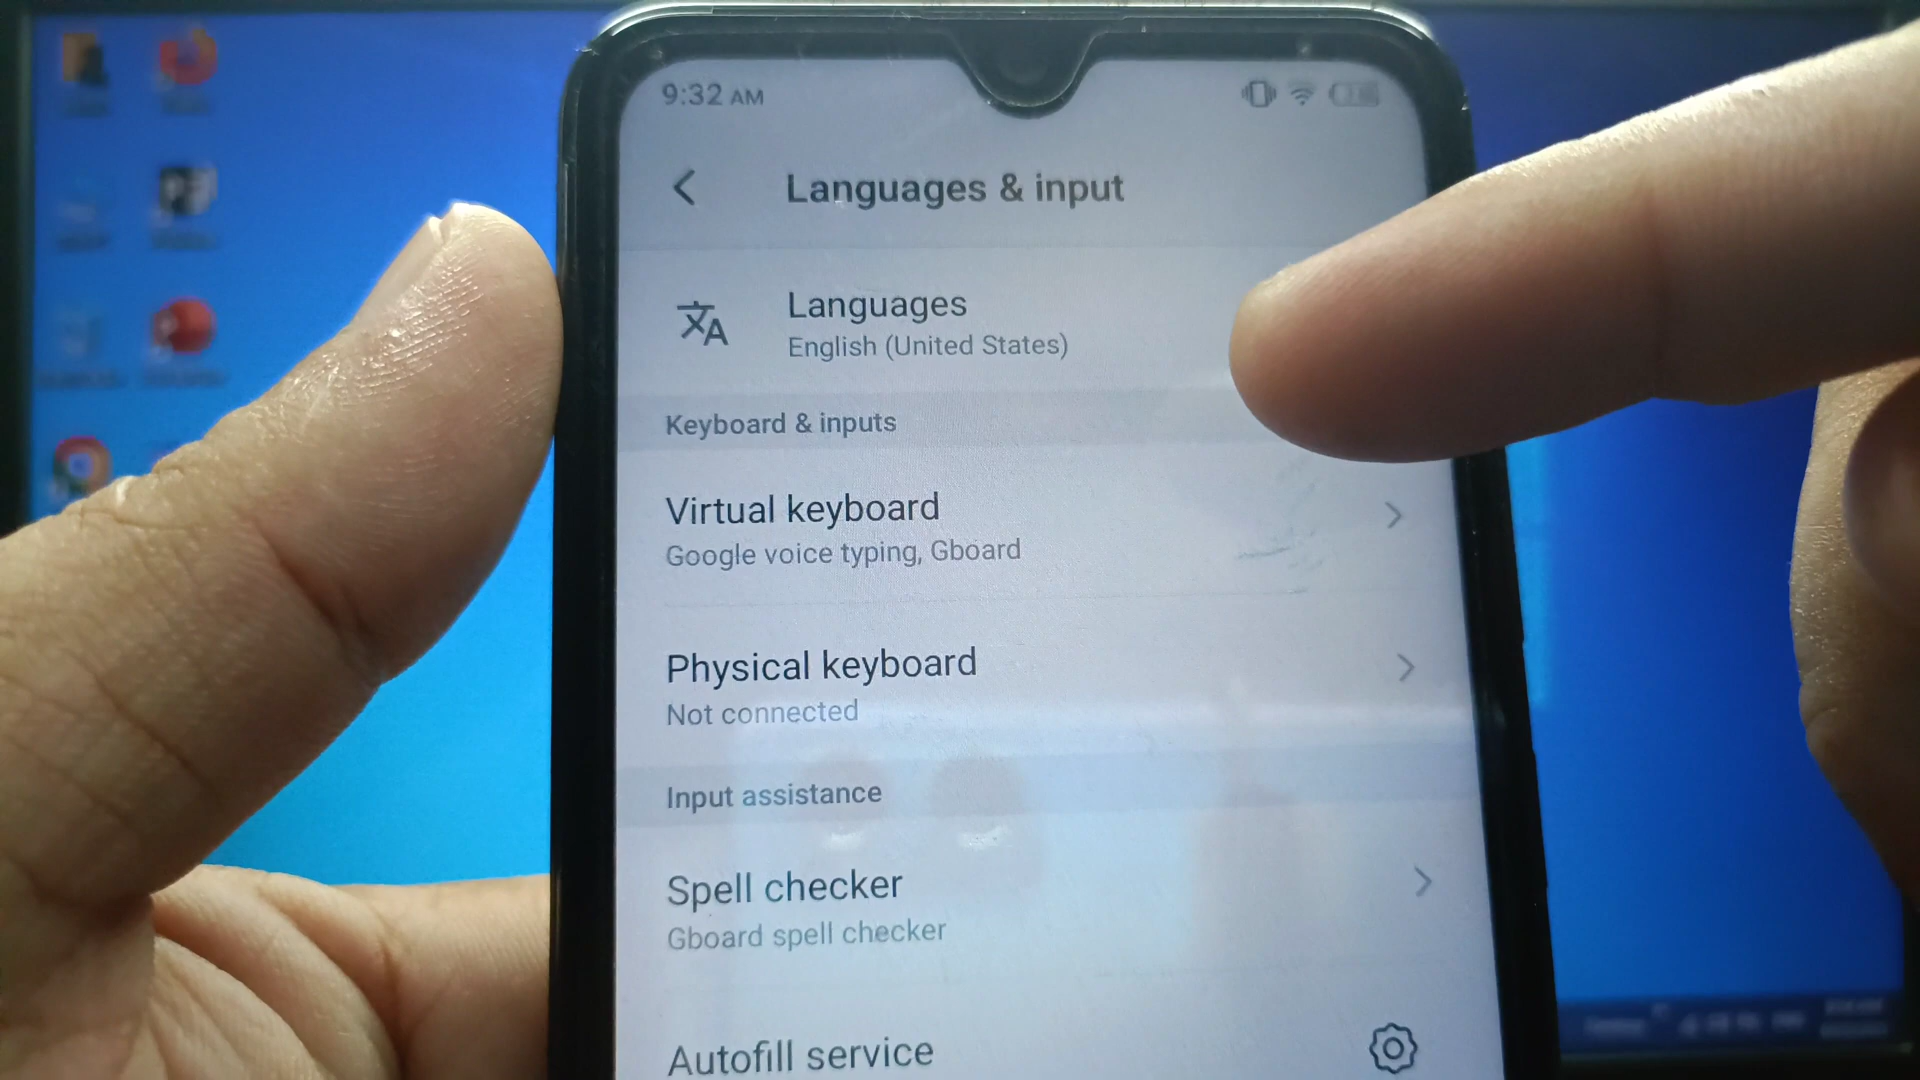 9:32 AM
Languages & input
Languages
English (United States)
Keyboard & inputs
Virtual keyboard
Google voice typing, Gboard
Physical keyboard
Not connected
Input assistance
Spell checker
Gboard spell checker
Autofill service